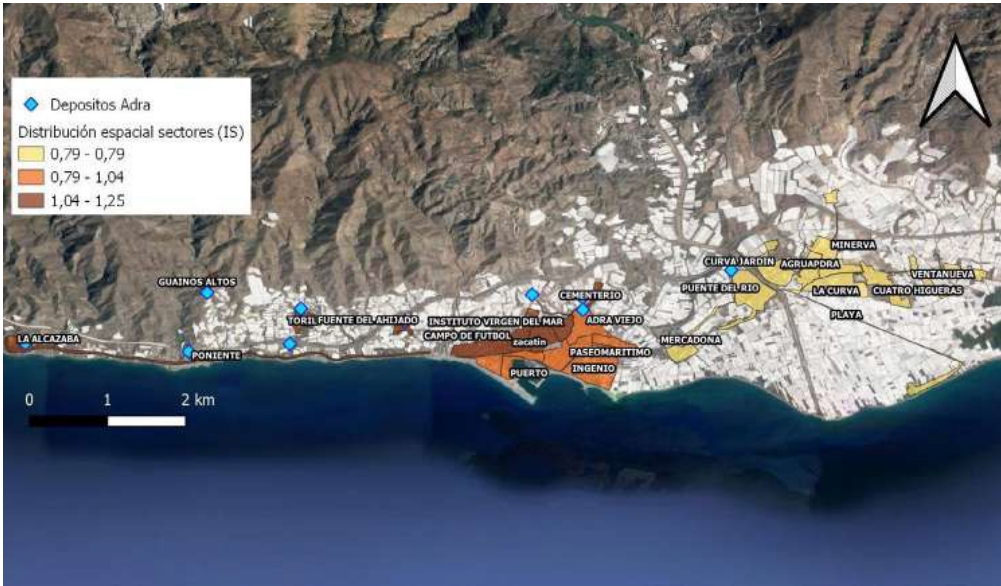 Depositos Adra
Distribución espacial sectores (IS)
0,79 - 0,79
0,79 - 1,04
1,04 - 1,25
MINERVA
CURVA JARDIN
AGRUAPDRA
VENTANUEVA
GUAINOS ALTOS
PUENTE DEL RIO
LA CURVA
CUATRO HIGUERAS
CEMENTERIO
PLAYA
TORIL
FUENTE DEL AHIJADO
INSTITUTO VIRGEN DEL MAR
ADRA VIEJO
LA ALCAZABA
CAMPO DE FUTBOL
zacatin
MERCADONA
PONIENTE
PASEOMARITIMO
PUERTO
INGENIO
0 1 2 km